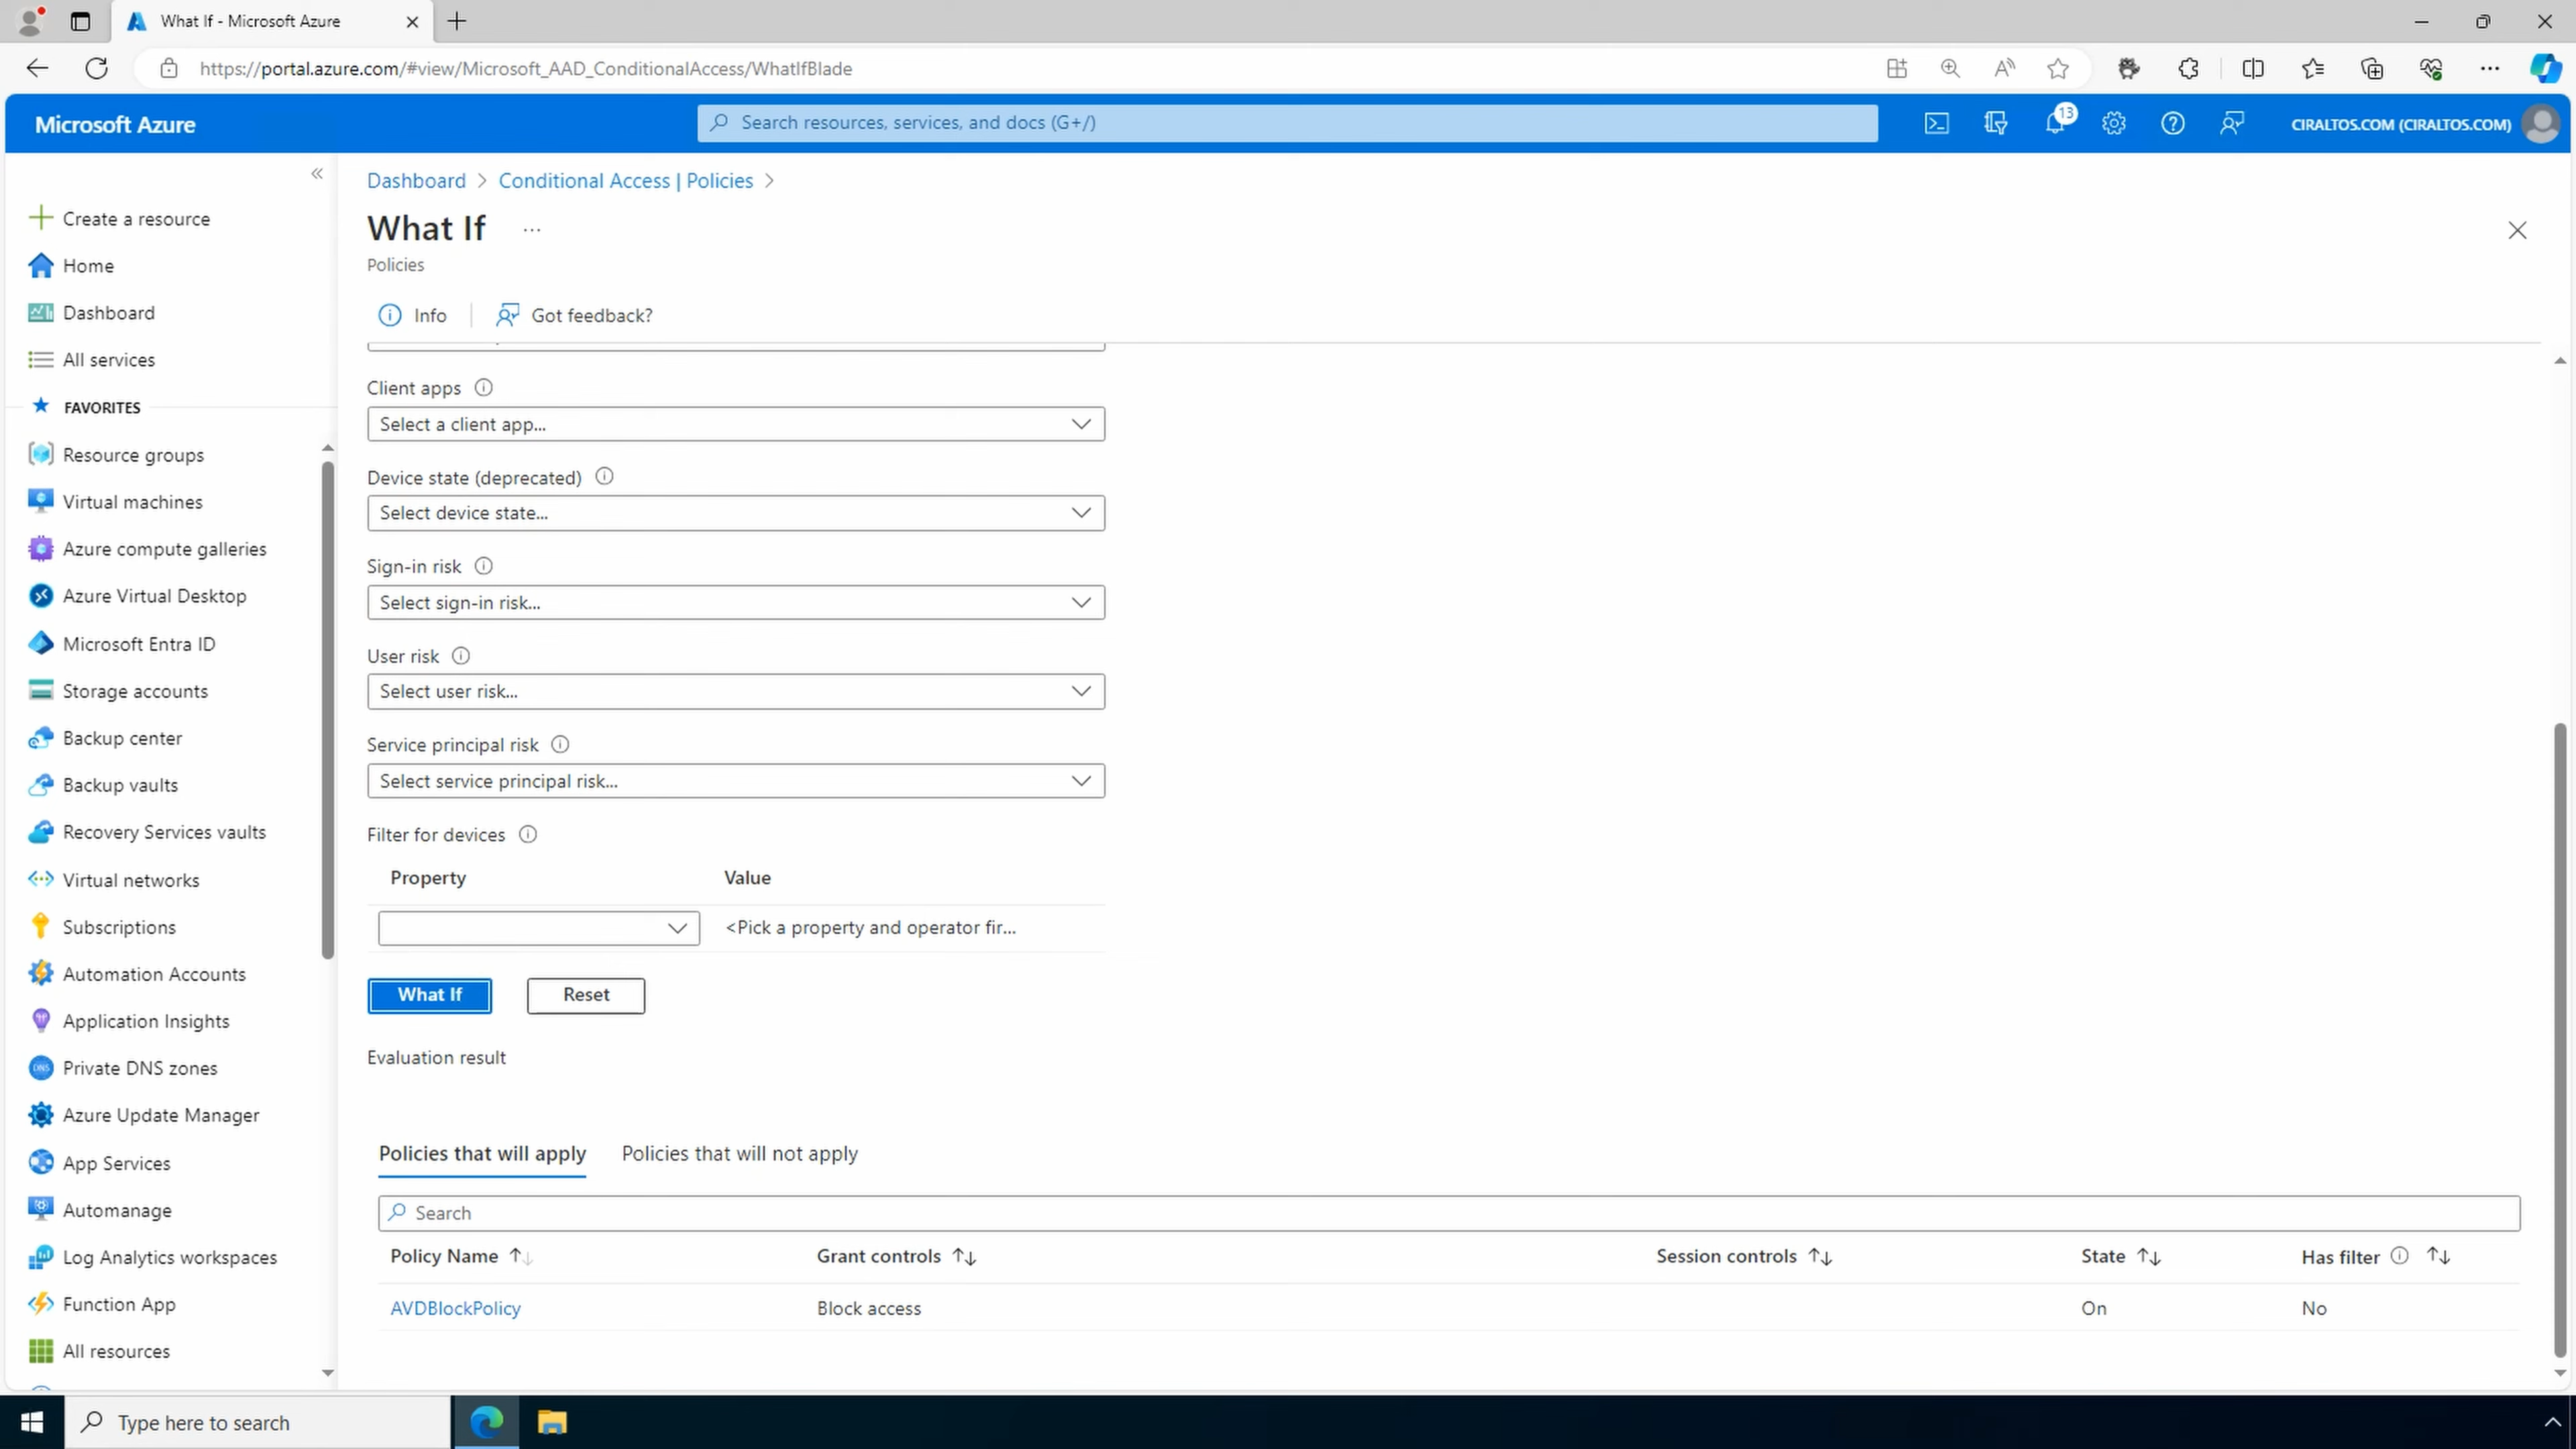 What If - Microsoft Azure
https://portal.azure.com/#view/Microsoft_AAD_ConditionalAccess/WhatIfBlade
Microsoft Azure
Search resources, services, and docs (G+/)
13
CIRALTOS.COM (CIRALTOS.COM)
Create a resource
Home
Dashboard
All services
FAVORITES
Resource groups
Virtual machines
Azure compute galleries
Azure Virtual Desktop
Microsoft Entra ID
Storage accounts
Backup center
Backup vaults
Recovery Services vaults
Virtual networks
Subscriptions
Automation Accounts
Application Insights
Private DNS zones
Azure Update Manager
App Services
Automanage
Log Analytics workspaces
Function App
All resources
Dashboard > Conditional Access | Policies >
What If ...
Policies
Info
Got feedback?
Client apps
Select a client app...
Device state (deprecated)
Select device state...
Sign-in risk
Select sign-in risk...
User risk
Select user risk...
Service principal risk
Select service principal risk...
Filter for devices
Property Value
<Pick a property and operator fir...
What If Reset
Evaluation result
Policies that will apply Policies that will not apply
Search
Policy Name Grant controls Session controls State Has filter
AVDBlockPolicy Block access On No
Type here to search